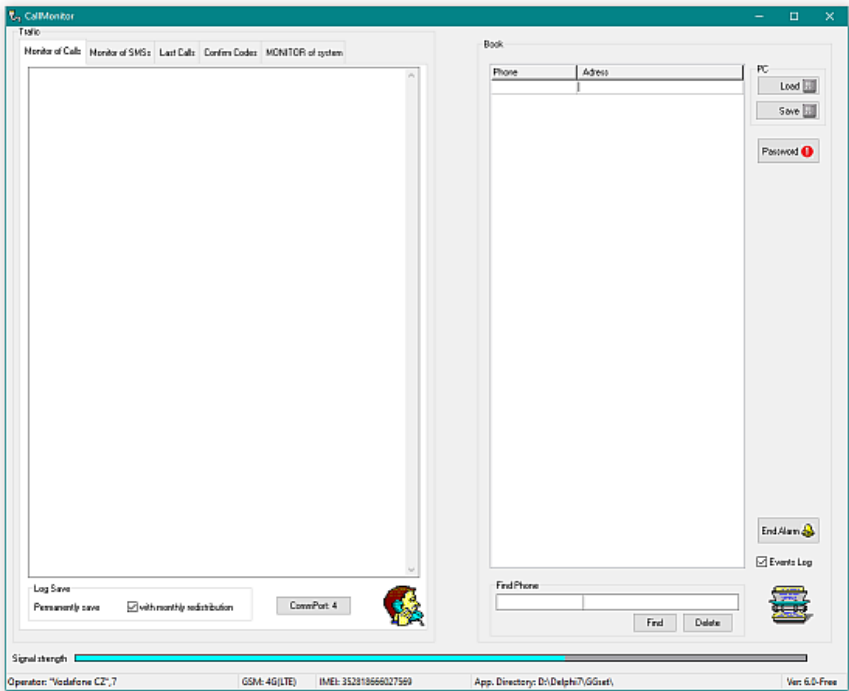 CallMonitor
Trafic
Monitor of Calls Monitor of SMSs Last Calls Confirm Codes MONITOR of system
Book
Phone Adress
PC
Load
Save
Password
End Alarm
Events Log
Log Save
Permanently save with monthly redistribution
CommPort: 4
Find Phone
Find Delete
Signal strength
Operator: "Vodafone CZ",7 GSM: 4G(LTE) IMEI: 352818666027569 App. Directory: D:\Delphi7\GGset\ Ver: 6.0-Free